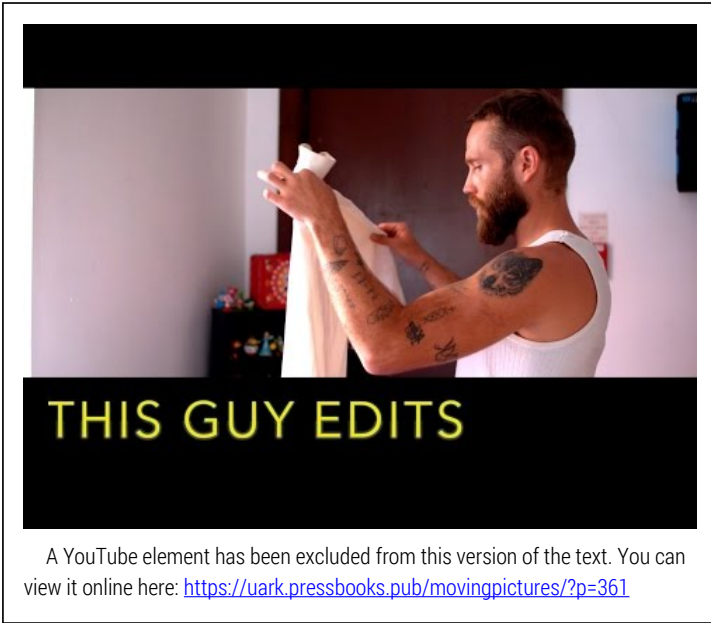 THIS GUY EDITS
A YouTube element has been excluded from this version of the text. You can
view it online here: https://uark.pressbooks.pub/movingpictures/?p=361